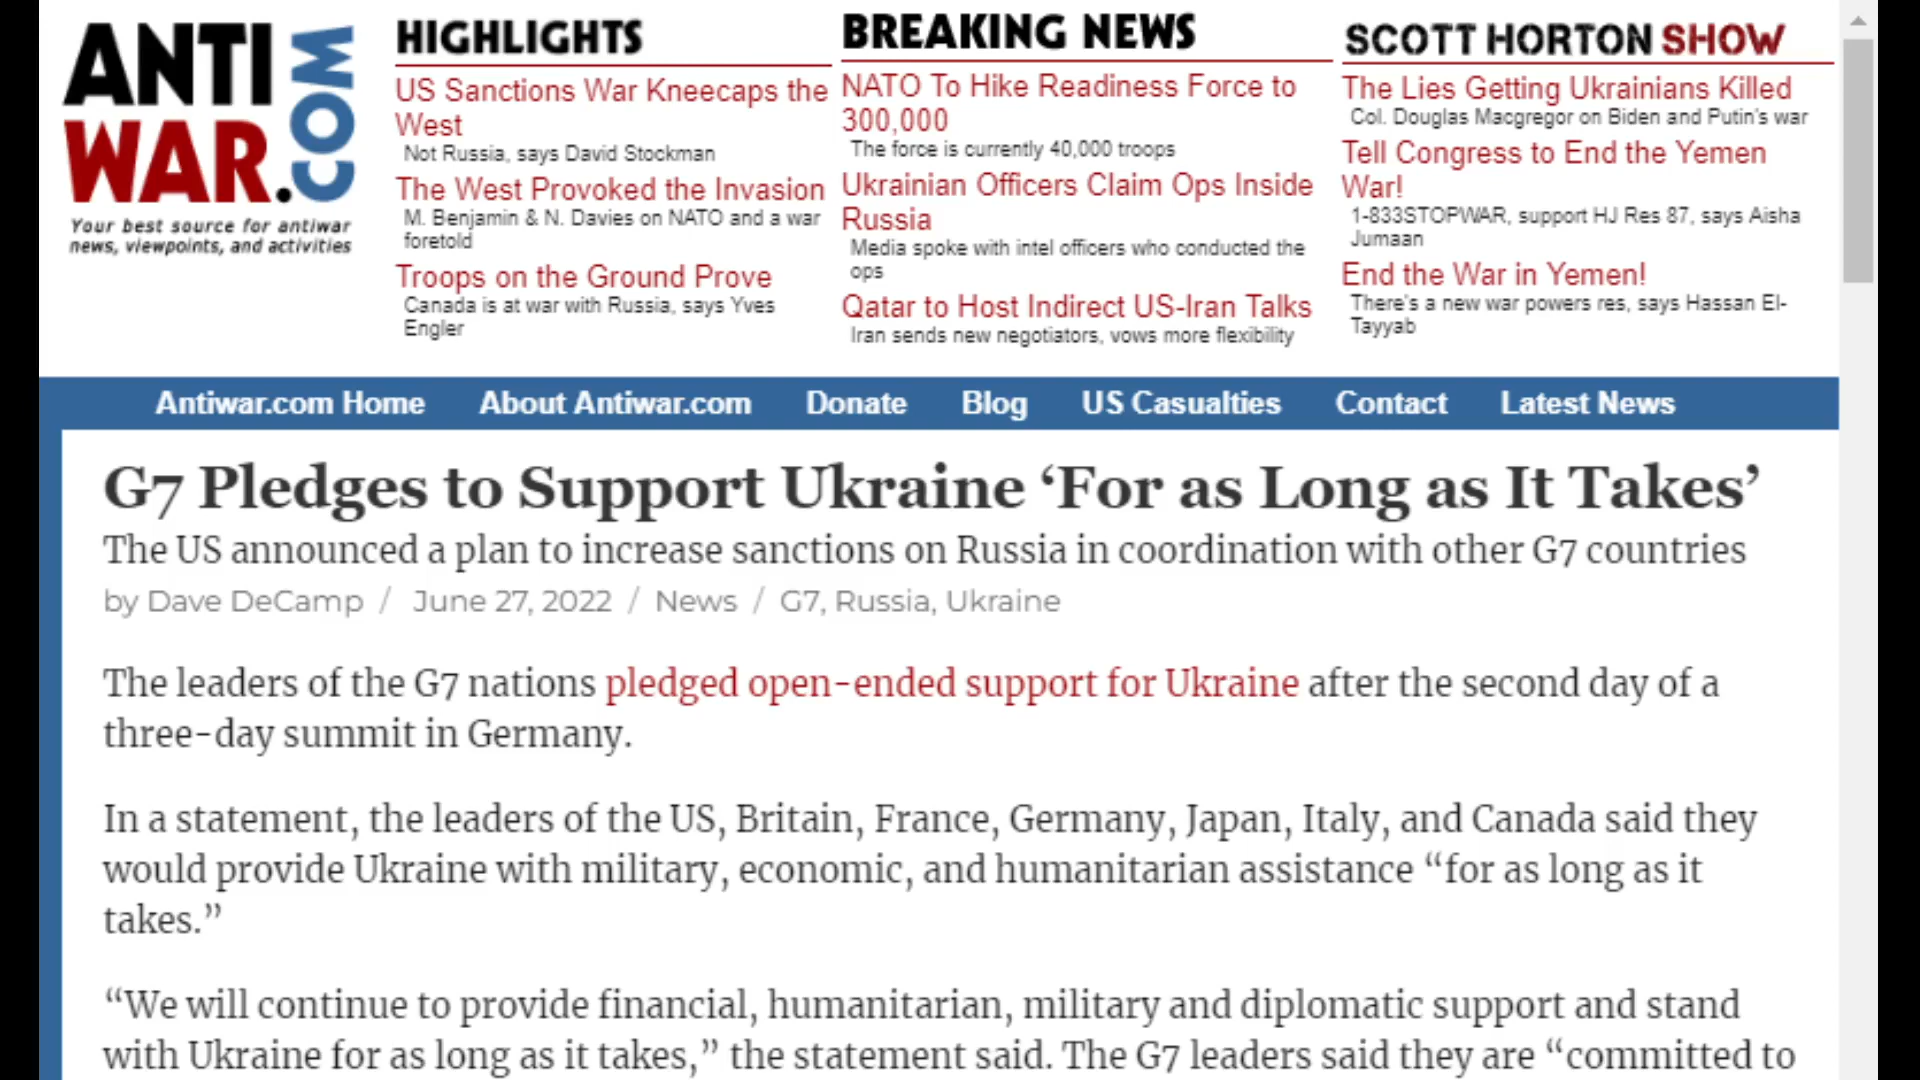 ANTI
WAR.COM
Your best source for antiwar
news, viewpoints, and activities
HIGHLIGHTS
US Sanctions War Kneecaps the
West
Not Russia, says David Stockman
The West Provoked the Invasion
M. Benjamin & N. Davies on NATO and a war
foretold
Troops on the Ground Prove
Canada is at war with Russia, says Yves
Engler
BREAKING NEWS
NATO To Hike Readiness Force to
300,000
The force is currently 40,000 troops
Ukrainian Officers Claim Ops Inside
Russia
Media spoke with intel officers who conducted the
ops
Qatar to Host Indirect US-Iran Talks
Iran sends new negotiators, vows more flexibility
SCOTT HORTON SHOW
The Lies Getting Ukrainians Killed
Col. Douglas Macgregor on Biden and Putin's war
Tell Congress to End the Yemen
War!
1-833STOPWAR, support HJ Res 87, says Aisha
Jumaan
End the War in Yemen!
There's a new war powers res, says Hassan El-
Tayyab
Antiwar.com Home About Antiwar.com Donate Blog US Casualties Contact Latest News
G7 Pledges to Support Ukraine ‘For as Long as It Takes’
The US announced a plan to increase sanctions on Russia in coordination with other G7 countries
by Dave DeCamp / June 27, 2022 / News / G7, Russia, Ukraine
The leaders of the G7 nations pledged open-ended support for Ukraine after the second day of a
three-day summit in Germany.
In a statement, the leaders of the US, Britain, France, Germany, Japan, Italy, and Canada said they
would provide Ukraine with military, economic, and humanitarian assistance “for as long as it
takes.”
“We will continue to provide financial, humanitarian, military and diplomatic support and stand
with Ukraine for as long as it takes,” the statement said. The G7 leaders said they are “committed to